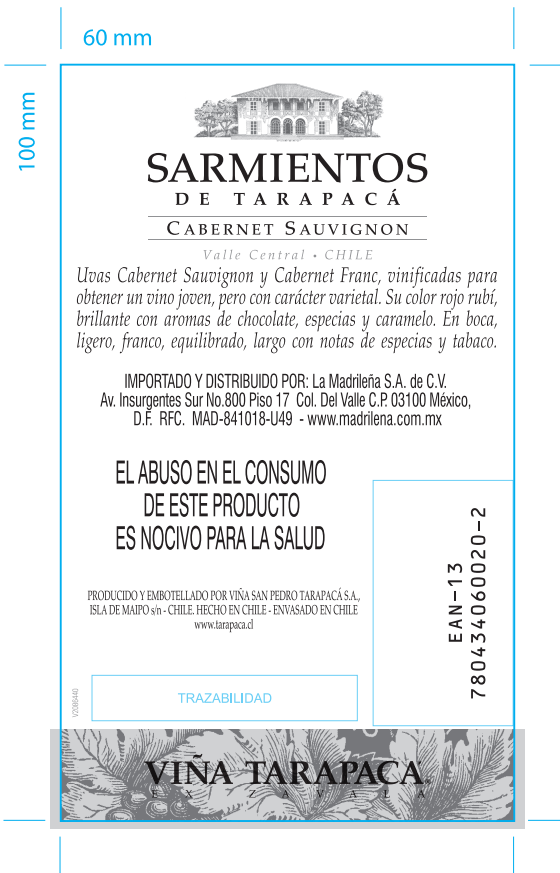 60 mm
100 mm
SARMIENTOS
DE TARAPACÁ
CABERNET SAUVIGNON
Valle Central • CHILE
Uvas Cabernet Sauvignon y Cabernet Franc, vinificadas para
obtener un vino joven, pero con carácter varietal. Su color rojo rubí,
brillante con aromas de chocolate, especias y caramelo. En boca,
ligero, franco, equilibrado, largo con notas de especias y tabaco.
IMPORTADO Y DISTRIBUIDO POR: La Madrileña S.A. de C.V.
Av. Insurgentes Sur No.800 Piso 17 Col. Del Valle C.P. 03100 México,
D.F. RFC. MAD-841018-U49 - www.madrilena.com.mx
EL ABUSO EN EL CONSUMO
DE ESTE PRODUCTO
ES NOCIVO PARA LA SALUD
EAN-13
780434060020-2
PRODUCIDO Y EMBOTELLADO POR VIÑA SAN PEDRO TARAPACÁ S.A.,
ISLA DE MAIPO s/n - CHILE. HECHO EN CHILE - ENVASADO EN CHILE
www.tarapaca.cl
V2086440
TRAZABILIDAD
VIÑA TARAPACÁ
EX ZAVALA